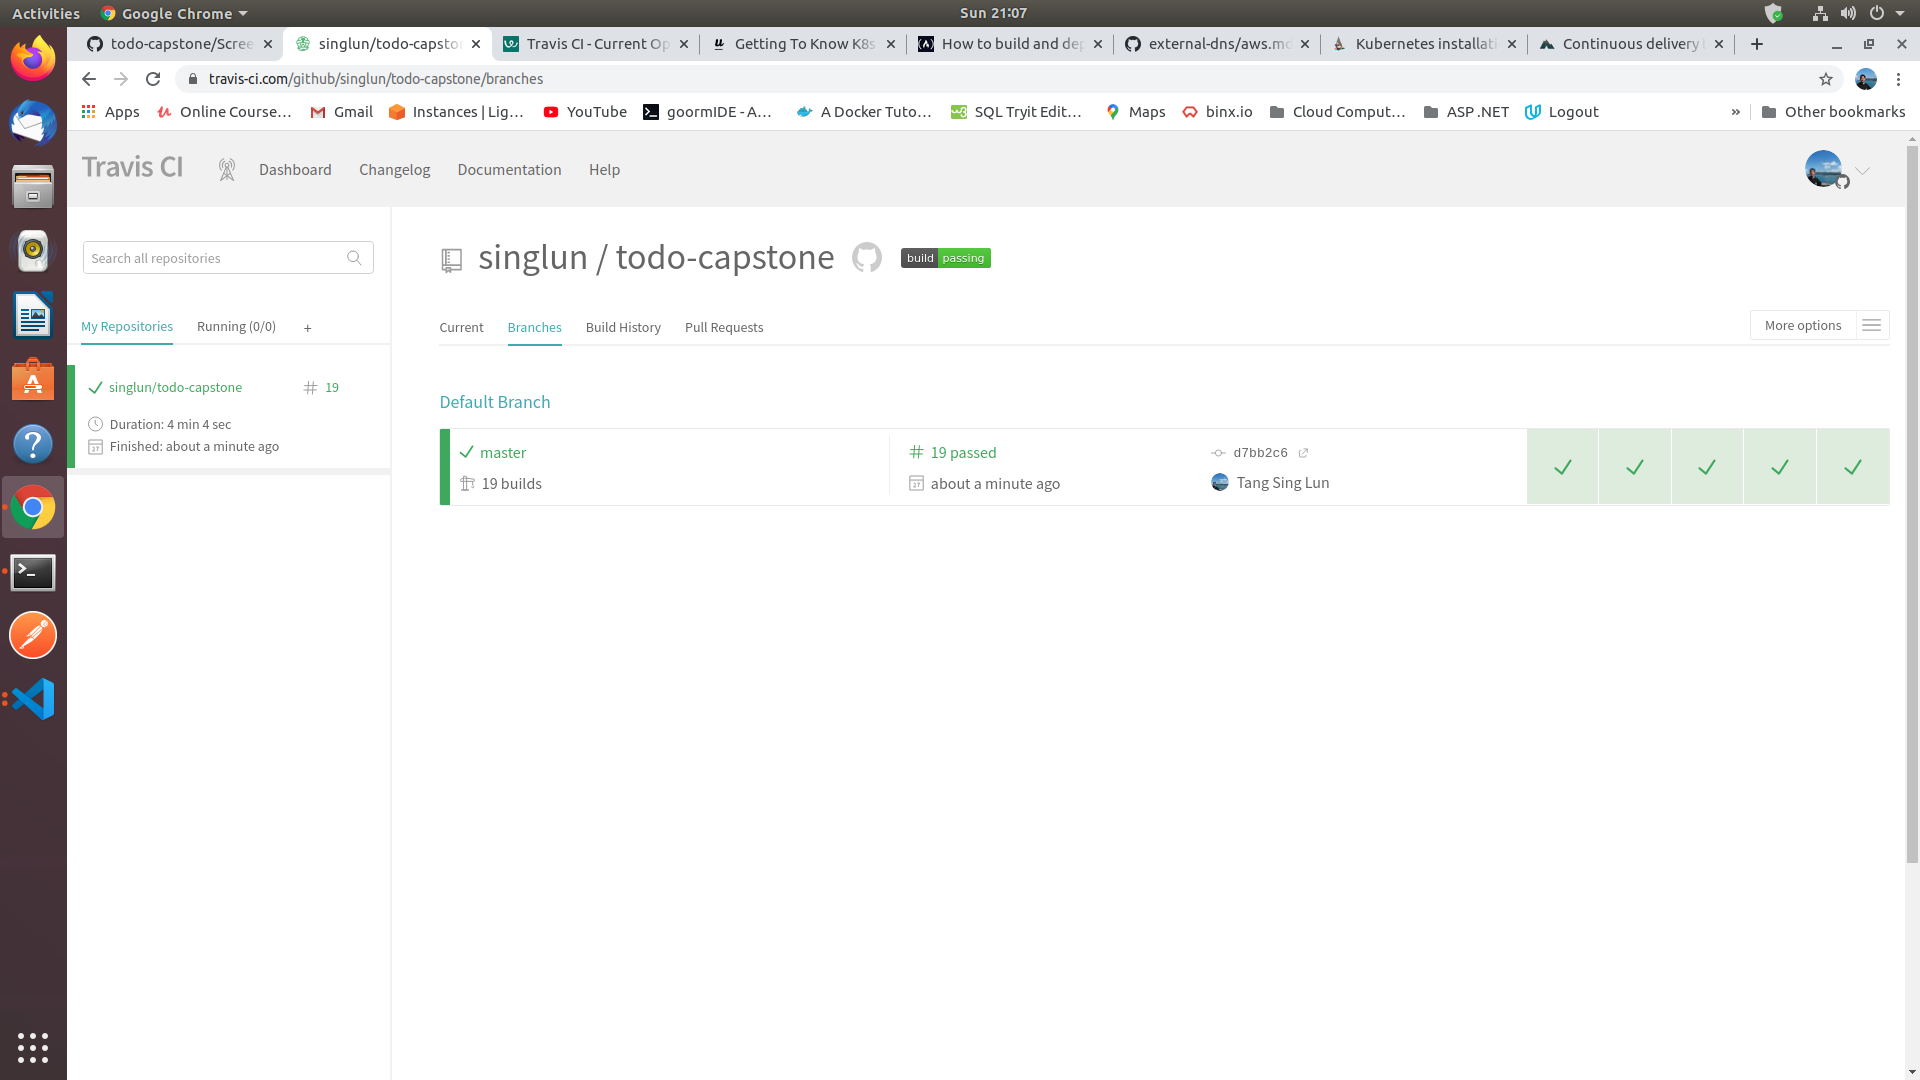 Activities Google Chrome Sun 21:07
todo-capstone/Scree singlun/todo-capsto Travis CI - Current Op Getting To Know K8s How to build and dep external-dns/aws.md Kubernetes installati Continuous delivery
travis-ci.com/github/singlun/todo-capstone/branches
Apps Online Course... Gmail Instances | Lig... YouTube goormIDE - A... A Docker Tuto... SQL Tryit Edit... Maps binx.io Cloud Comput... ASP .NET Logout » Other bookmarks
Travis CI Dashboard Changelog Documentation Help
Search all repositories
singlun / todo-capstone build passing
My Repositories Running (0/0) +
Current Branches Build History Pull Requests More options
singlun/todo-capstone # 19
Duration: 4 min 4 sec
Finished: about a minute ago
Default Branch
master # 19 passed d7bb2c6
19 builds about a minute ago Tang Sing Lun